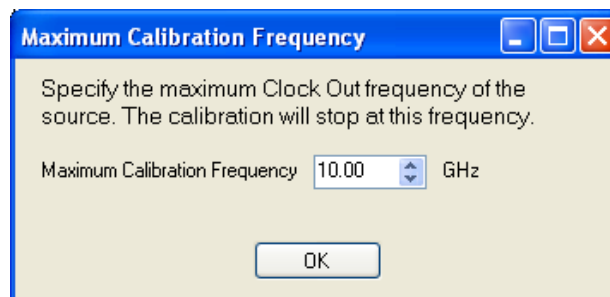 Maximum Calibration Frequency
Specify the maximum Clock Out frequency of the
source. The calibration will stop at this frequency.
Maximum Calibration Frequency 10.00 GHz
OK